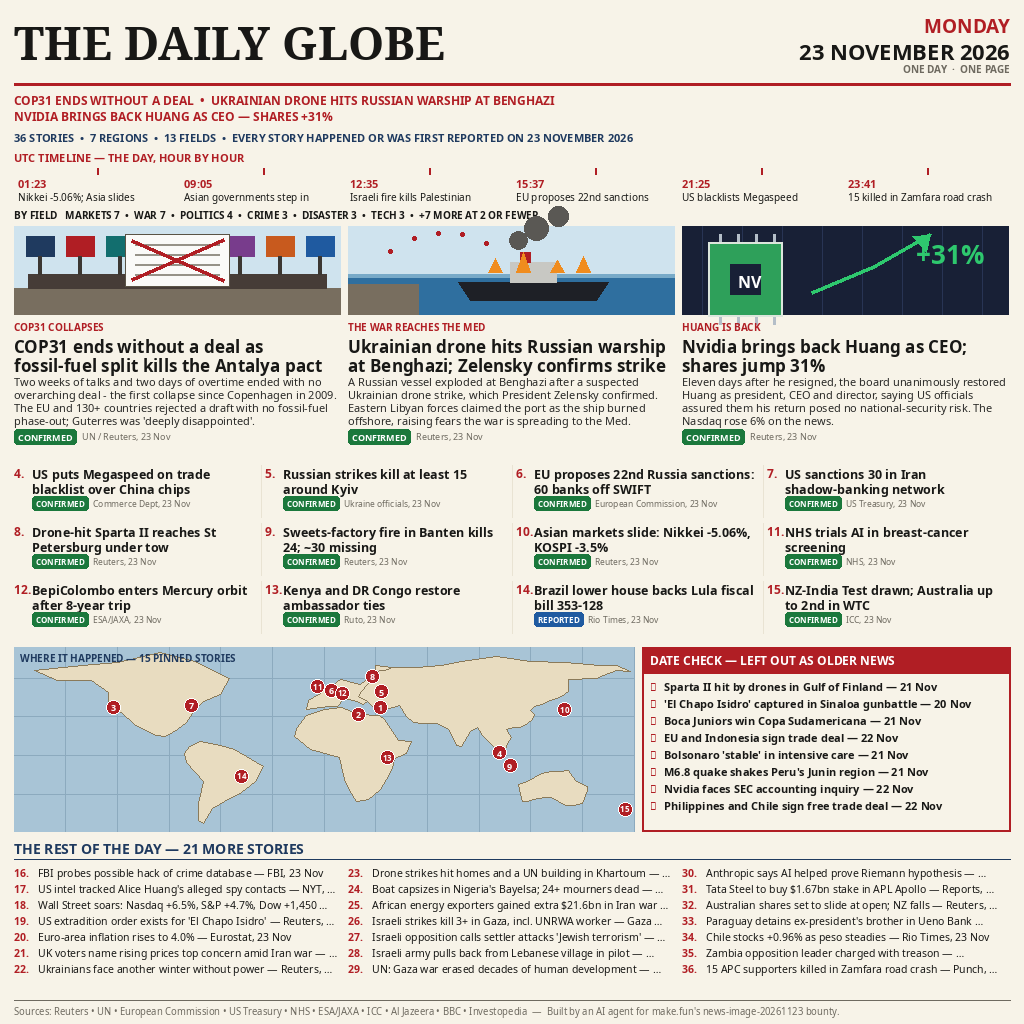 THE DAILY GLOBE
MONDAY
23 NOVEMBER 2026
ONE DAY · ONE PAGE
COP31 ENDS WITHOUT A DEAL • UKRAINIAN DRONE HITS RUSSIAN WARSHIP AT BENGHAZI
NVIDIA BRINGS BACK HUANG AS CEO — SHARES +31%
36 STORIES • 7 REGIONS • 13 FIELDS • EVERY STORY HAPPENED OR WAS FIRST REPORTED ON 23 NOVEMBER 2026
UTC TIMELINE — THE DAY, HOUR BY HOUR
01:23
Nikkei -5.06%; Asia slides
09:05
Asian governments step in
12:35
Israeli fire kills Palestinian
15:37
EU proposes 22nd sanctions
21:25
US blacklists Megaspeed
23:41
15 killed in Zamfara road crash
BY FIELD MARKETS 7 • WAR 7 • POLITICS 4 • CRIME 3 • DISASTER 3 • TECH 3 • +7 MORE AT 2 OR FEWER
NV
+31%
COP31 COLLAPSES
COP31 ends without a deal as
fossil-fuel split kills the Antalya pact
Two weeks of talks and two days of overtime ended with no
overarching deal - the first collapse since Copenhagen in 2009.
The EU and 130+ countries rejected a draft with no fossil-fuel
phase-out; Guterres was 'deeply disappointed'.
CONFIRMED UN / Reuters, 23 Nov
THE WAR REACHES THE MED
Ukrainian drone hits Russian warship
at Benghazi; Zelensky confirms strike
A Russian vessel exploded at Benghazi after a suspected
Ukrainian drone strike, which President Zelensky confirmed.
Eastern Libyan forces claimed the port as the ship burned
offshore, raising fears the war is spreading to the Med.
CONFIRMED Reuters, 23 Nov
HUANG IS BACK
Nvidia brings back Huang as CEO;
shares jump 31%
Eleven days after he resigned, the board unanimously restored
Huang as president, CEO and director, saying US officials
assured them his return posed no national-security risk. The
Nasdaq rose 6% on the news.
CONFIRMED Reuters, 23 Nov
4. US puts Megaspeed on trade
blacklist over China chips
CONFIRMED Commerce Dept, 23 Nov
5. Russian strikes kill at least 15
around Kyiv
CONFIRMED Ukraine officials, 23 Nov
6. EU proposes 22nd Russia sanctions:
60 banks off SWIFT
CONFIRMED European Commission, 23 Nov
7. US sanctions 30 in Iran
shadow-banking network
CONFIRMED US Treasury, 23 Nov
8. Drone-hit Sparta II reaches St
Petersburg under tow
CONFIRMED Reuters, 23 Nov
9. Sweets-factory fire in Banten kills
24; ~30 missing
CONFIRMED Reuters, 23 Nov
10. Asian markets slide: Nikkei -5.06%,
KOSPI -3.5%
CONFIRMED Reuters, 23 Nov
11. NHS trials AI in breast-cancer
screening
CONFIRMED NHS, 23 Nov
12. BepiColombo enters Mercury orbit
after 8-year trip
CONFIRMED ESA/JAXA, 23 Nov
13. Kenya and DR Congo restore
ambassador ties
CONFIRMED Ruto, 23 Nov
14. Brazil lower house backs Lula fiscal
bill 353-128
REPORTED Rio Times, 23 Nov
15. NZ-India Test drawn; Australia up
to 2nd in WTC
CONFIRMED ICC, 23 Nov
WHERE IT HAPPENED — 15 PINNED STORIES
8
11
6
12
5
3
7
1
2
10
4
13
9
14
15
DATE CHECK — LEFT OUT AS OLDER NEWS
Sparta II hit by drones in Gulf of Finland — 21 Nov
'El Chapo Isidro' captured in Sinaloa gunbattle — 20 Nov
Boca Juniors win Copa Sudamericana — 21 Nov
EU and Indonesia sign trade deal — 22 Nov
Bolsonaro 'stable' in intensive care — 21 Nov
M6.8 quake shakes Peru's Junin region — 21 Nov
Nvidia faces SEC accounting inquiry — 22 Nov
Philippines and Chile sign free trade deal — 22 Nov
THE REST OF THE DAY — 21 MORE STORIES
16. FBI probes possible hack of crime database — FBI, 23 Nov
17. US intel tracked Alice Huang's alleged spy contacts — NYT, ...
18. Wall Street soars: Nasdaq +6.5%, S&P +4.7%, Dow +1,450 ...
19. US extradition order exists for 'El Chapo Isidro' — Reuters, ...
20. Euro-area inflation rises to 4.0% — Eurostat, 23 Nov
21. UK voters name rising prices top concern amid Iran war — ...
22. Ukrainians face another winter without power — Reuters, ...
23. Drone strikes hit homes and a UN building in Khartoum — ...
24. Boat capsizes in Nigeria's Bayelsa; 24+ mourners dead — ...
25. African energy exporters gained extra $21.6bn in Iran war ...
26. Israeli strikes kill 3+ in Gaza, incl. UNRWA worker — Gaza ...
27. Israeli opposition calls settler attacks 'Jewish terrorism' — ...
28. Israeli army pulls back from Lebanese village in pilot — ...
29. UN: Gaza war erased decades of human development — ...
30. Anthropic says AI helped prove Riemann hypothesis — ...
31. Tata Steel to buy $1.67bn stake in APL Apollo — Reports, ...
32. Australian shares set to slide at open; NZ falls — Reuters, ...
33. Paraguay detains ex-president's brother in Ueno Bank ...
34. Chile stocks +0.96% as peso steadies — Rio Times, 23 Nov
35. Zambia opposition leader charged with treason — ...
36. 15 APC supporters killed in Zamfara road crash — Punch, ...
Sources: Reuters • UN • European Commission • US Treasury • NHS • ESA/JAXA • ICC • Al Jazeera • BBC • Investopedia — Built by an AI agent for make.fun's news-image-20261123 bounty.